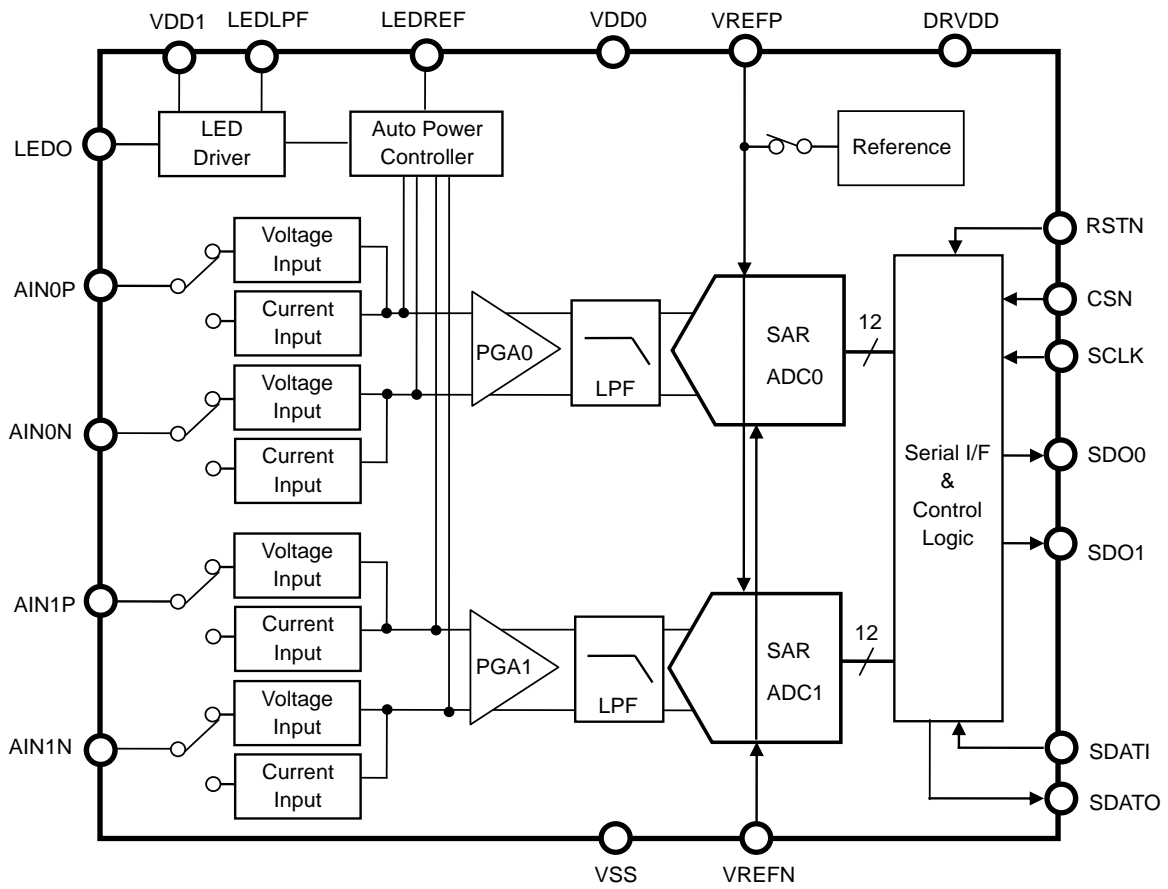 VDD1
LEDLPF
LEDREF
VDD0
VREFP
DRVDD
LEDO
LED
Driver
Auto Power
Controller
Reference
AIN0P
Voltage
Input
Current
Input
AIN0N
Voltage
Input
Current
Input
PGA0
LPF
SAR
ADC0
12
RSTN
CSN
SCLK
SDO0
SDO1
Serial I/F
&
Control
Logic
AIN1P
Voltage
Input
Current
Input
AIN1N
Voltage
Input
Current
Input
PGA1
LPF
SAR
ADC1
12
SDATI
SDATO
VSS
VREFN